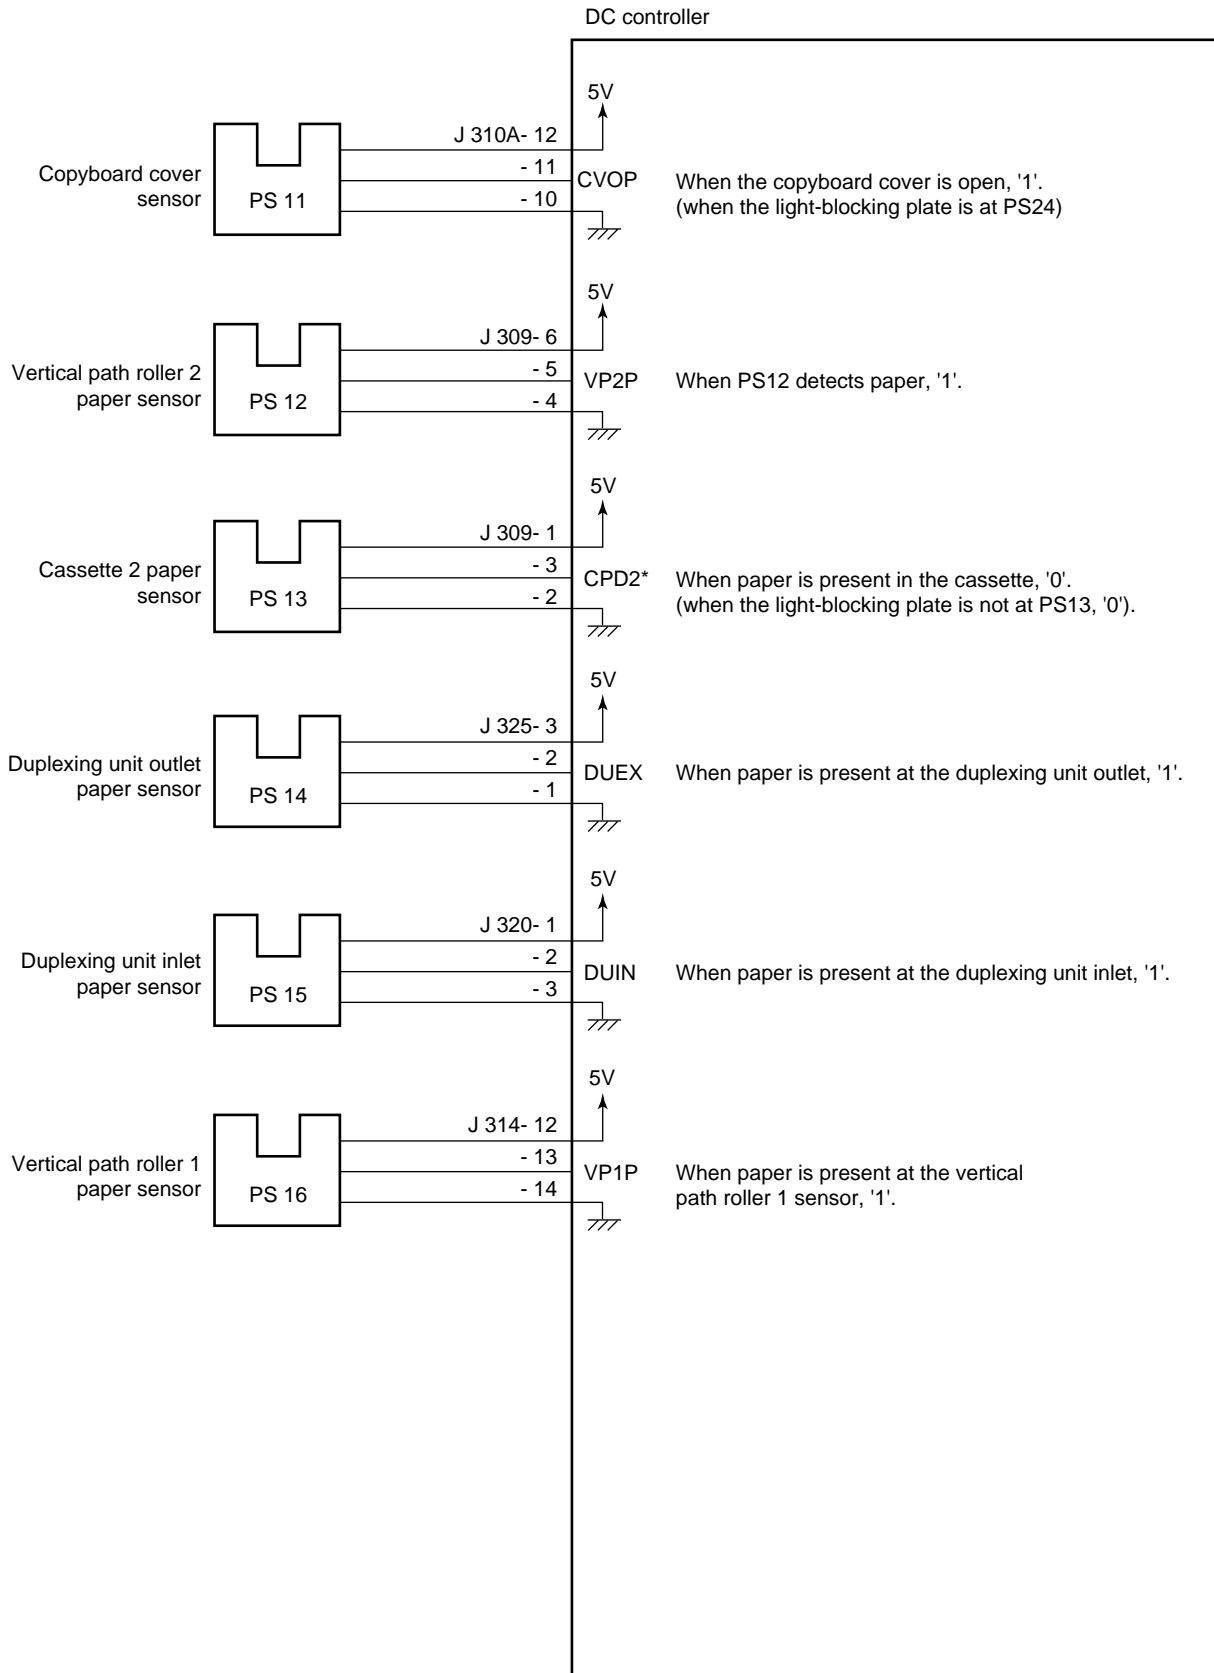 DC controller
5V
J 310A- 12
- 11
- 10
Copyboard cover
sensor
PS 11
CVOP
When the copyboard cover is open, '1'.
(when the light-blocking plate is at PS24)
5V
J 309- 6
- 5
- 4
Vertical path roller 2
paper sensor
PS 12
VP2P
When PS12 detects paper, '1'.
5V
J 309- 1
- 3
- 2
Cassette 2 paper
sensor
PS 13
CPD2*
When paper is present in the cassette, '0'.
(when the light-blocking plate is not at PS13, '0').
5V
J 325- 3
- 2
- 1
Duplexing unit outlet
paper sensor
PS 14
DUEX
When paper is present at the duplexing unit outlet, '1'.
5V
J 320- 1
- 2
- 3
Duplexing unit inlet
paper sensor
PS 15
DUIN
When paper is present at the duplexing unit inlet, '1'.
5V
J 314- 12
- 13
- 14
Vertical path roller 1
paper sensor
PS 16
VP1P
When paper is present at the vertical
path roller 1 sensor, '1'.